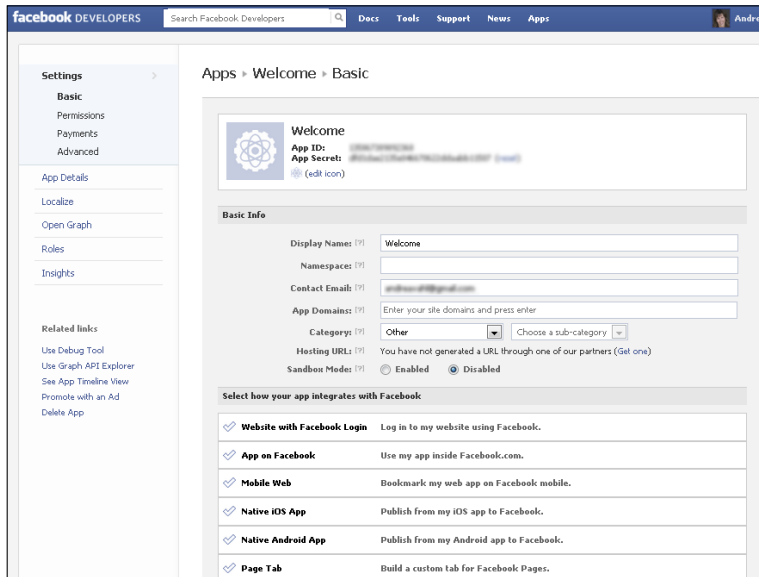 facebook DEVELOPERS Search Facebook Developers Docs Tools Support News Apps
Settings
Basic
Permissions
Payments
Advanced
App Details
Localize
Open Graph
Roles
Insights
Related links
Use Debug Tool
Use Graph API Explorer
See App Timeline View
Promote with an Ad
Delete App
Apps ▸ Welcome ▸ Basic
Welcome
App ID:
App Secret:
(edit icon)
Basic Info
Display Name: [?] Welcome
Namespace: [?]
Contact Email: [?]
App Domains: [?] Enter your site domains and press enter
Category: [?] Other Choose a sub-category
Hosting URL: [?] You have not generated a URL through one of our partners (Get one)
Sandbox Mode: [?] Enabled Disabled
Select how your app integrates with Facebook
Website with Facebook Login Log in to my website using Facebook.
App on Facebook Use my app inside Facebook.com.
Mobile Web Bookmark my web app on Facebook mobile.
Native iOS App Publish from my iOS app to Facebook.
Native Android App Publish from my Android app to Facebook.
Page Tab Build a custom tab for Facebook Pages.